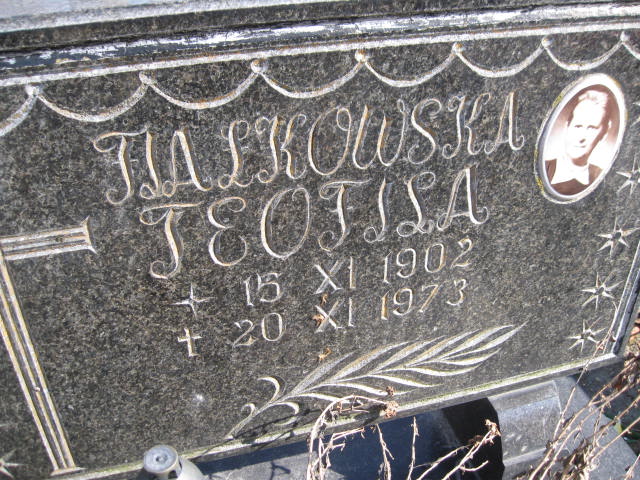 FIAŁKOWSKA
TEOFILA
15 XI 1902
20 XI 1973